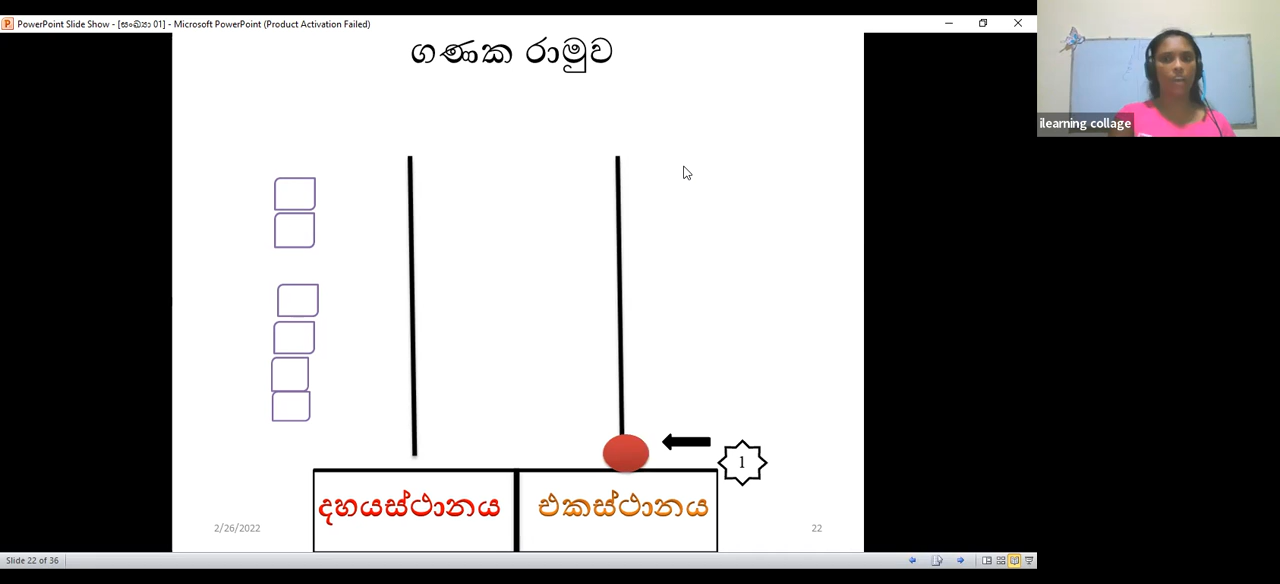 PowerPoint Slide Show - [සංඛ්‍යා 01] - Microsoft PowerPoint (Product Activation Failed)
ගණක රාමුව
ilearning collage
1
දහයස්ථානය
එකස්ථානය
2/26/2022
22
Slide 22 of 36